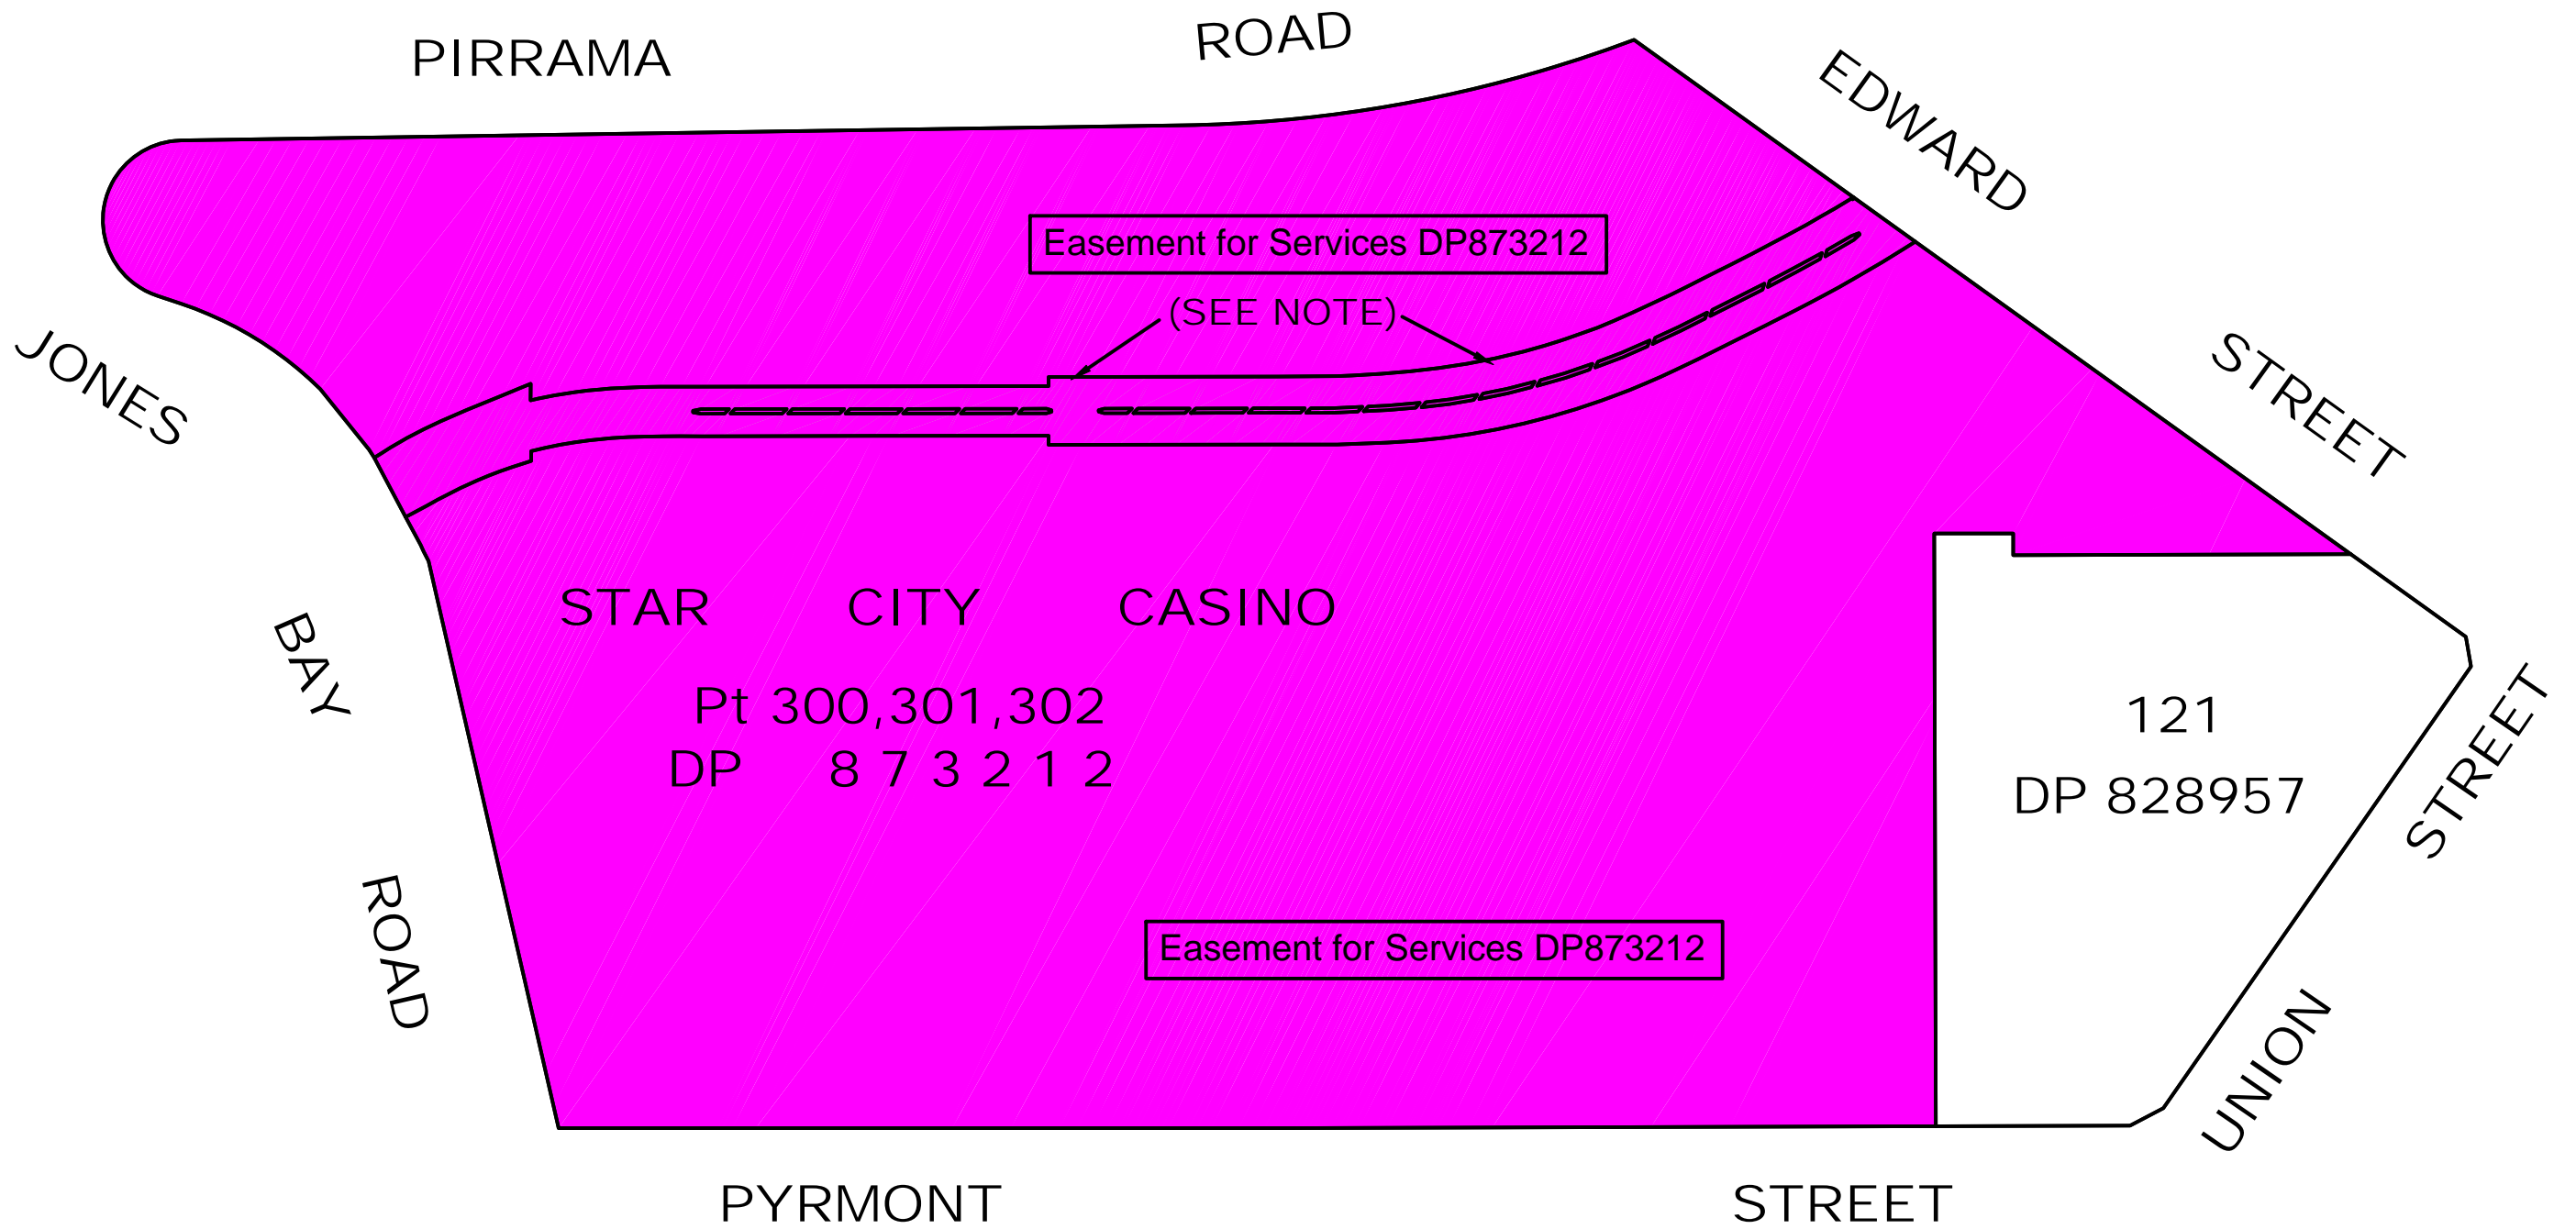 PIRRAMA ROAD
EDWARD STREET
Easement for Services DP873212
(SEE NOTE)
JONES BAY ROAD
STAR CITY CASINO
Pt 300,301,302
DP 873212
121
DP 828957
UNION STREET
Easement for Services DP873212
PYRMONT STREET